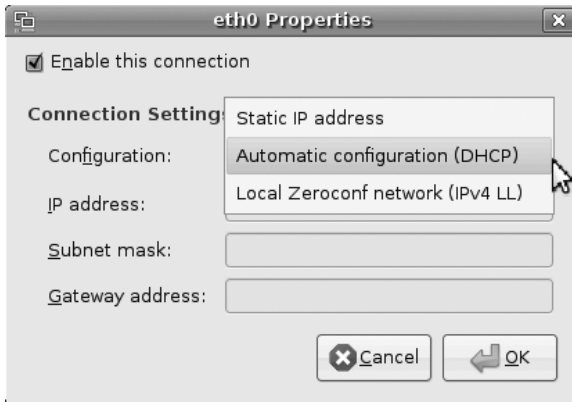 eth0 Properties
Enable this connection
Connection Setting
Static IP address
Configuration:
Automatic configuration (DHCP)
Local Zeroconf network (IPv4 LL)
IP address:
Subnet mask:
Gateway address:
Cancel
OK